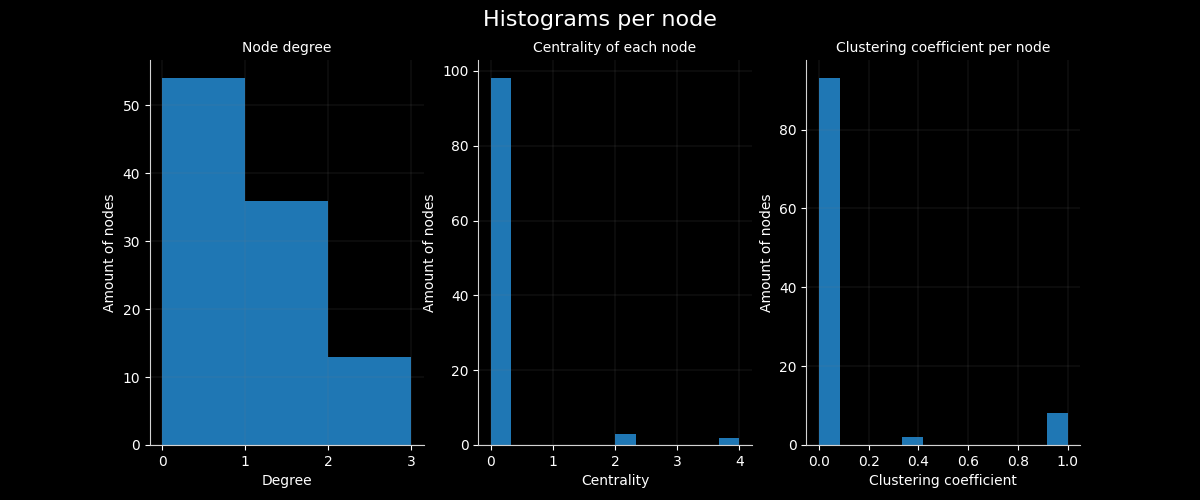 Histograms per node
Node degree
Amount of nodes
50
40
30
20
10
0
0 1 2 3
Degree
Centrality of each node
Amount of nodes
100
80
60
40
20
0
0 1 2 3 4
Centrality
Clustering coefficient per node
Amount of nodes
80
60
40
20
0
0.0 0.2 0.4 0.6 0.8 1.0
Clustering coefficient